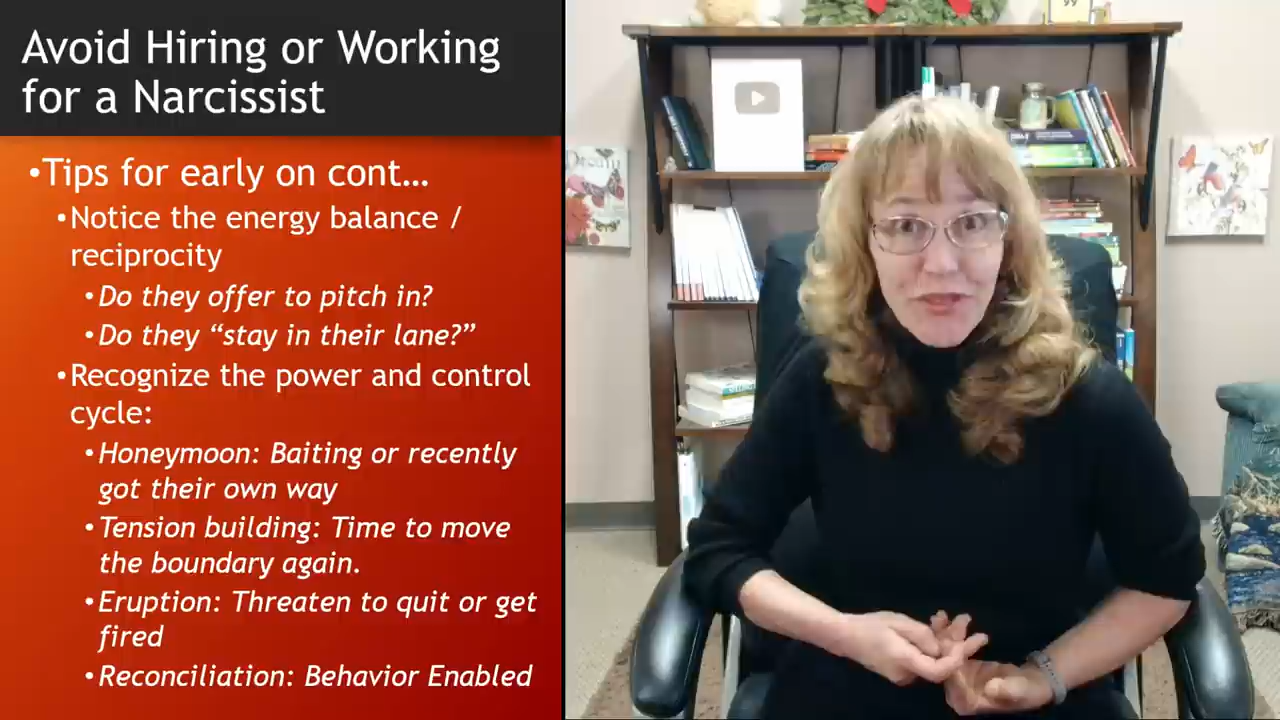 Avoid Hiring or Working
for a Narcissist
•Tips for early on cont…
•Notice the energy balance /
reciprocity
•Do they offer to pitch in?
•Do they “stay in their lane?”
•Recognize the power and control
cycle:
•Honeymoon: Baiting or recently
got their own way
•Tension building: Time to move
the boundary again.
•Eruption: Threaten to quit or get
fired
•Reconciliation: Behavior Enabled
99
Dream